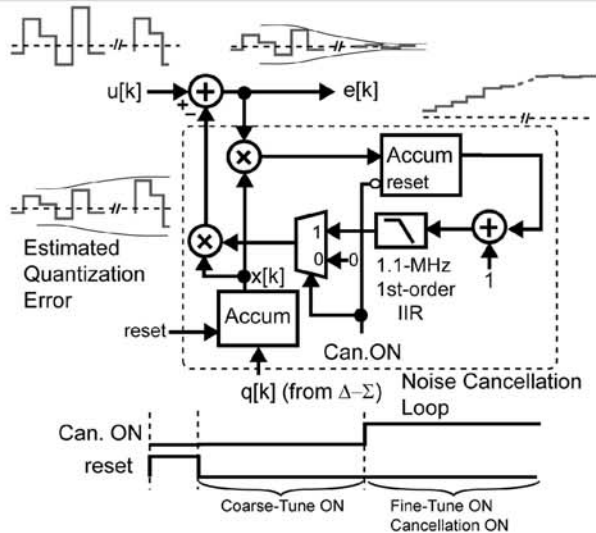 u[k]
+
−
+
e[k]
×
Accum
reset
Estimated
Quantization
Error
×
1
0
0
1.1-MHz
1st-order
IIR
+
1
x[k]
reset
Accum
Can.ON
q[k] (from Δ–Σ)
Noise Cancellation
Loop
Can. ON
reset
Coarse-Tune ON
Fine-Tune ON
Cancellation ON